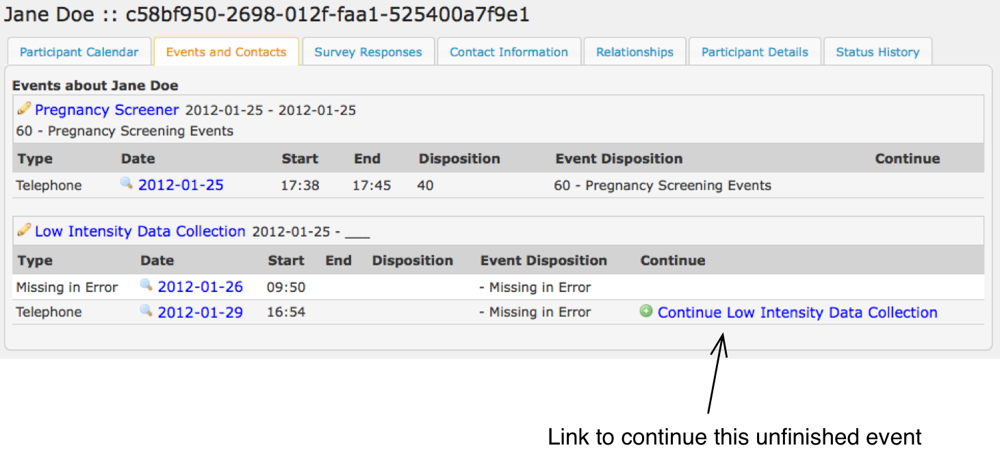 Jane Doe :: c58bf950-2698-012f-faa1-525400a7f9e1
Participant Calendar Events and Contacts Survey Responses Contact Information Relationships Participant Details Status History
Events about Jane Doe
Pregnancy Screener 2012-01-25 - 2012-01-25
60 - Pregnancy Screening Events
Type Date Start End Disposition Event Disposition Continue
Telephone 2012-01-25 17:38 17:45 40 60 - Pregnancy Screening Events
Low Intensity Data Collection 2012-01-25 - ___
Type Date Start End Disposition Event Disposition Continue
Missing in Error 2012-01-26 09:50 - Missing in Error
Telephone 2012-01-29 16:54 - Missing in Error Continue Low Intensity Data Collection
Link to continue this unfinished event